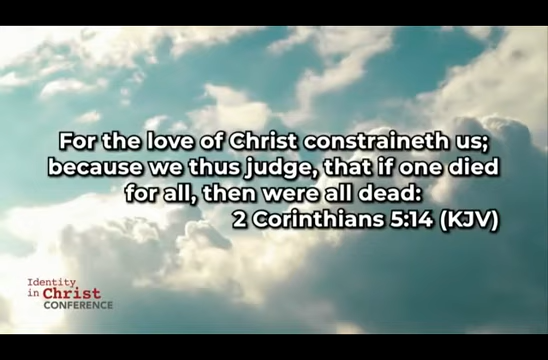 For the love of Christ constraineth us;
because we thus judge, that if one died
for all, then were all dead:
2 Corinthians 5:14 (KJV)
Identity
in Christ
CONFERENCE